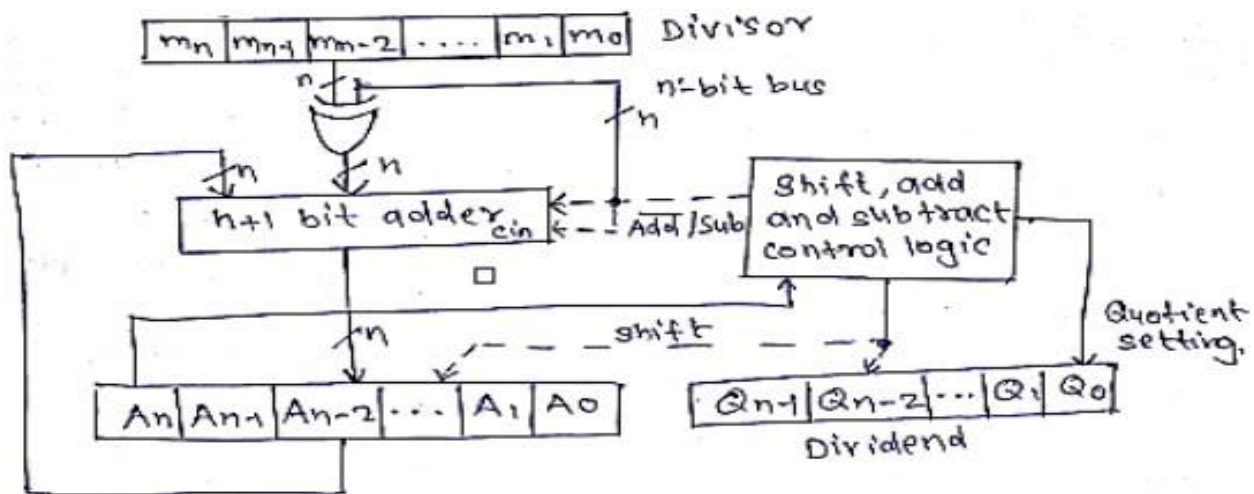 mn mn-1 mn-2 .... m1 m0 Divisor
n
n-bit bus
n
n
n
n+1 bit adder cin
Add/Sub
Shift, add
and subtract
control logic
n
shift
Quotient
setting.
An An-1 An-2 ... A1 A0
Qn-1 Qn-2 ... Q1 Q0
Dividend